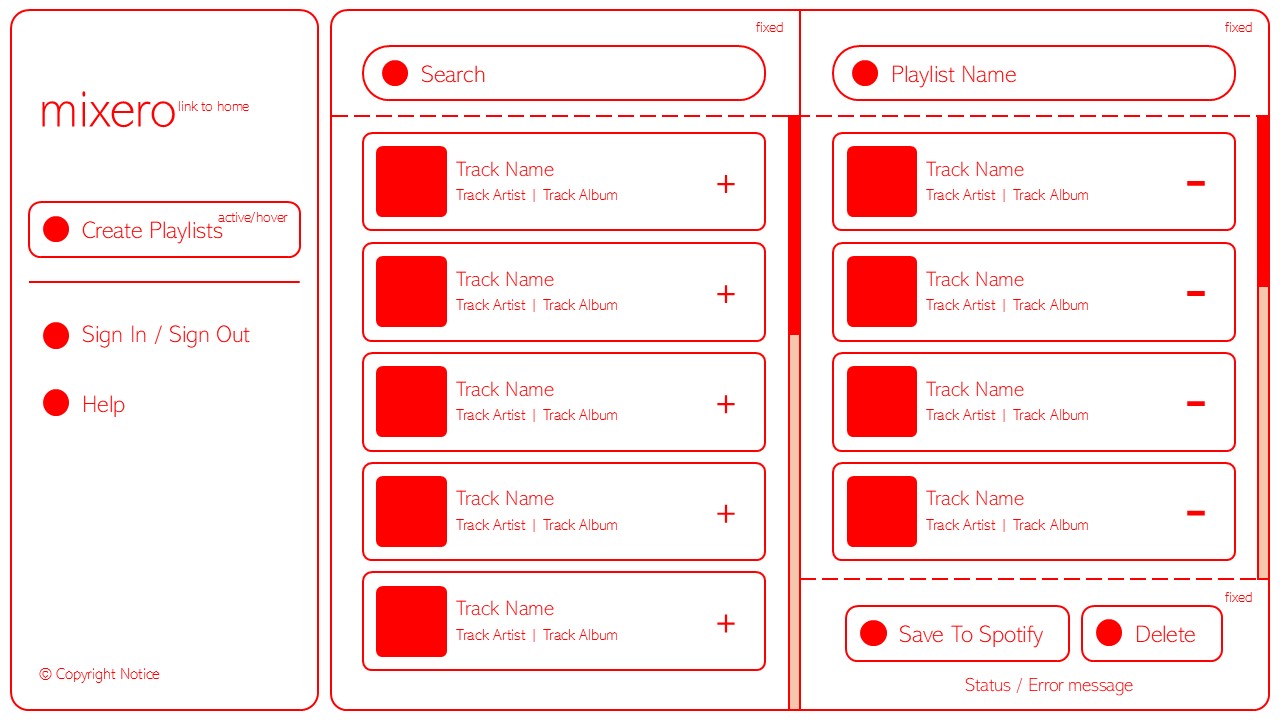 mixero
link to home
Create Playlists
active/hover
Sign In / Sign Out
Help
© Copyright Notice
fixed
Search
Track Name
Track Artist | Track Album
+
Track Name
Track Artist | Track Album
+
Track Name
Track Artist | Track Album
+
Track Name
Track Artist | Track Album
+
Track Name
Track Artist | Track Album
+
fixed
Playlist Name
Track Name
Track Artist | Track Album
-
Track Name
Track Artist | Track Album
-
Track Name
Track Artist | Track Album
-
Track Name
Track Artist | Track Album
-
fixed
Save To Spotify
Delete
Status / Error message